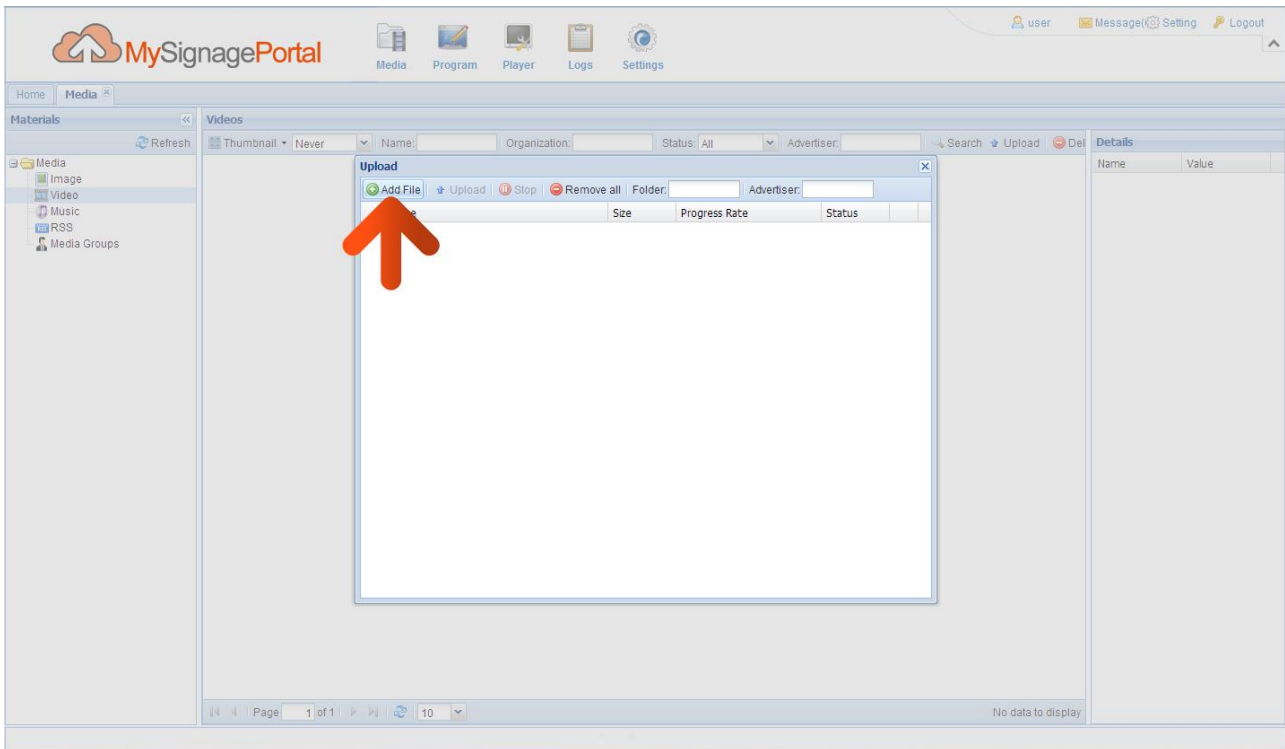 user Message( Setting Logout
MySignagePortal
Media Program Player Logs Settings
Home Media
Materials Videos
Refresh Thumbnail Never Name: Organization: Status: All Advertiser: Search Upload Del Details
Name Value
Media
Image
Video
Music
RSS
Media Groups
Upload
Add File Upload Stop Remove all Folder: Advertiser:
Size Progress Rate Status
Page 1 of 1 10 No data to display